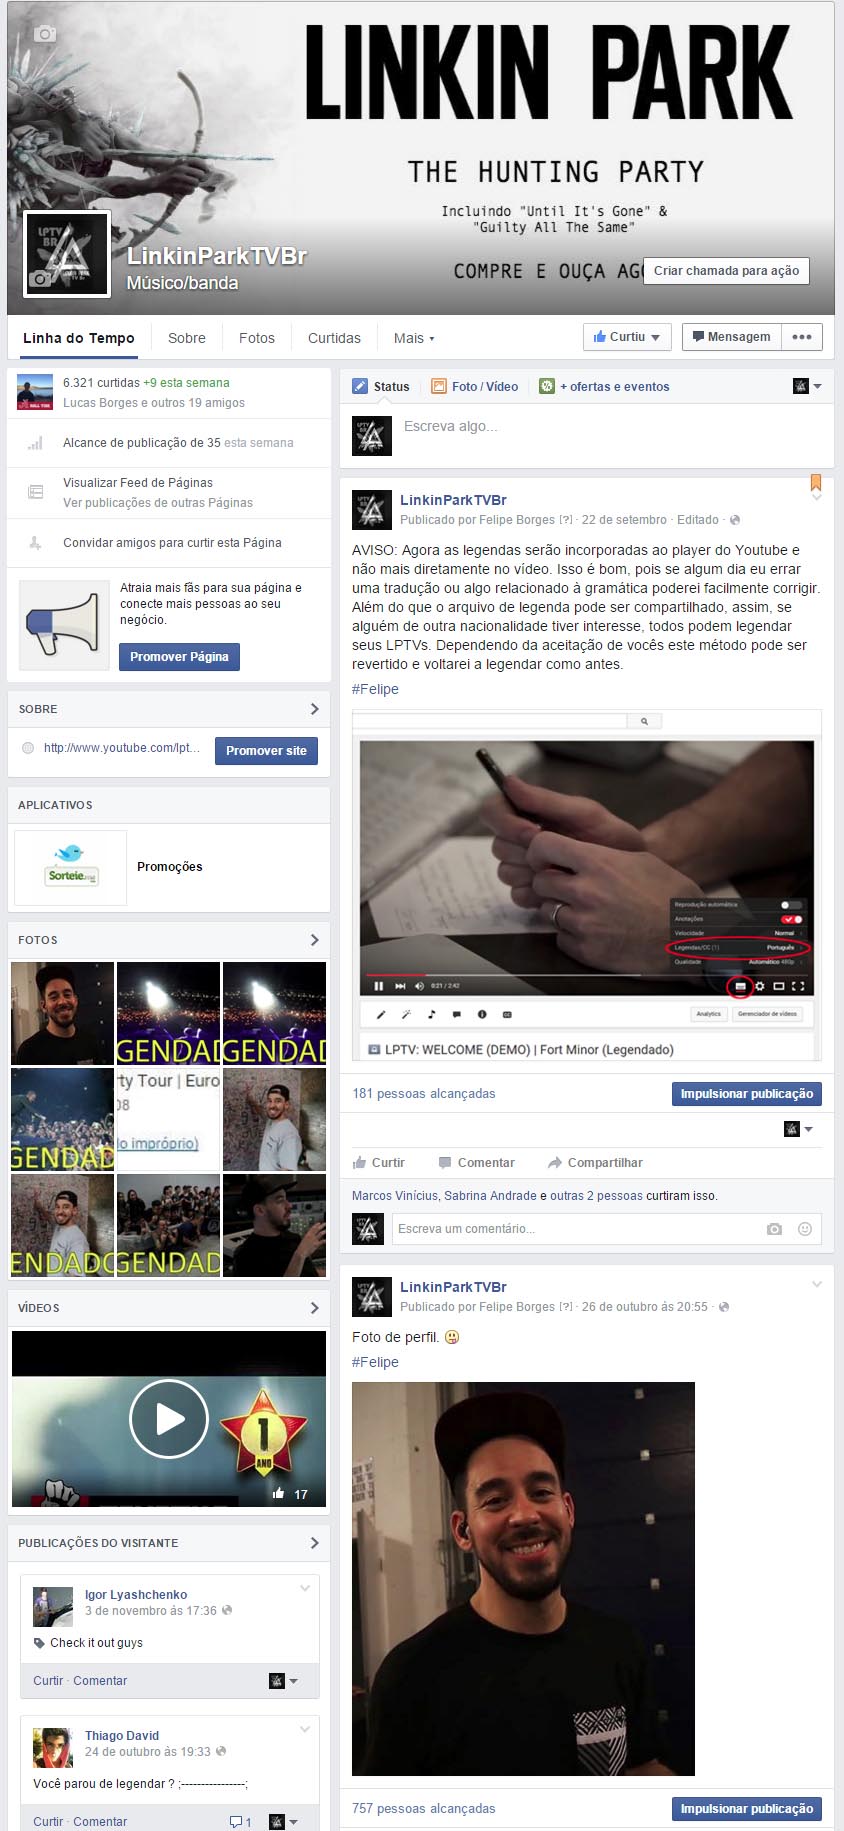 LINKIN PARK
THE HUNTING PARTY
Incluindo "Until It's Gone" &
"Guilty All The Same"
COMPRE E OUÇA AG
Criar chamada para ação
LPTV
BR
LinkinParkTVBr
Músico/banda
Linha do Tempo
Sobre
Fotos
Curtidas
Mais
Curtiu
Mensagem
6.321 curtidas +9 esta semana
Lucas Borges e outros 19 amigos
Alcance de publicação de 35 esta semana
Visualizar Feed de Páginas
Ver publicações de outras Páginas
Convidar amigos para curtir esta Página
Atraia mais fãs para sua página e
conecte mais pessoas ao seu
negócio.
Promover Página
SOBRE
http://www.youtube.com/lpt...
Promover site
APLICATIVOS
Sorteie.me
Promoções
FOTOS
GENDAD
GENDAD
GENDAD
rty Tour | Euro
08
lo impróprio)
ENDADO
GENDAD
VÍDEOS
1
ANO
17
PUBLICAÇÕES DO VISITANTE
Igor Lyashchenko
3 de novembro ás 17:36
Check it out guys
Curtir · Comentar
Thiago David
24 de outubro ás 19:33
Você parou de legendar ? ;----------------;
Curtir · Comentar
1
Status
Foto / Vídeo
+ ofertas e eventos
Escreva algo...
LinkinParkTVBr
Publicado por Felipe Borges [?] · 22 de setembro · Editado ·
AVISO: Agora as legendas serão incorporadas ao player do Youtube e
não mais diretamente no vídeo. Isso é bom, pois se algum dia eu errar
uma tradução ou algo relacionado à gramática poderei facilmente corrigir.
Além do que o arquivo de legenda pode ser compartilhado, assim, se
alguém de outra nacionalidade tiver interesse, todos podem legendar
seus LPTVs. Dependendo da aceitação de vocês este método pode ser
revertido e voltarei a legendar como antes.
#Felipe
Reprodução automática
Anotações
Velocidade Normal
Legendas/CC (1) Português
Qualidade Automático 480p
0:21 / 2:42
Analytics
Gerenciador de vídeos
LPTV: WELCOME (DEMO) | Fort Minor (Legendado)
181 pessoas alcançadas
Impulsionar publicação
Curtir
Comentar
Compartilhar
Marcos Vinícius, Sabrina Andrade e outras 2 pessoas curtiram isso.
Escreva um comentário...
LinkinParkTVBr
Publicado por Felipe Borges [?] · 26 de outubro ás 20:55 ·
Foto de perfil.
#Felipe
757 pessoas alcançadas
Impulsionar publicação